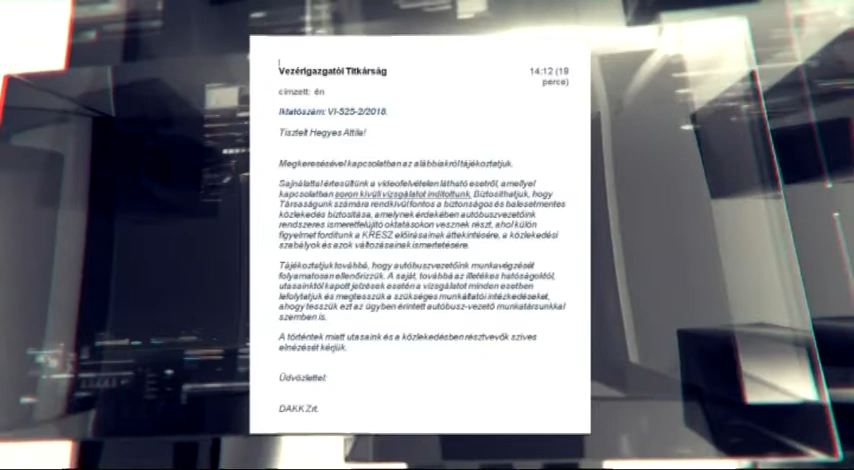 Vezérigazgatói Titkárság
14:12 (19
perce)
címzett: én
Iktatószám: VI-525-2/2018.
Tisztelt Hegyes Attila!
Megkeresésével kapcsolatban az alábbiakról tájékoztatjuk.
Sajnálattal értesültünk a videofelvételen látható esetről, amellyel
kapcsolatban soron kívüli vizsgálatot indítottunk. Biztosíthatjuk, hogy
Társaságunk számára rendkívül fontos a biztonságos és balesetmentes
közlekedés biztosítása, amelynek érdekében autóbuszvezetőink
rendszeres ismeretfelújító oktatásokon vesznek részt, ahol külön
figyelmet fordítunk a KRESZ előírásainak áttekintésére, a közlekedési
szabályok és azok változásainak ismertetésére.
Tájékoztatjuk továbbá, hogy autóbuszvezetőink munkavégzését
folyamatosan ellenőrizzük. A saját, továbbá az illetékes hatóságoktól,
utasainktól kapott jelzések esetén a vizsgálatot minden esetben
lefolytatjuk és megtesszük a szükséges munkáltatói intézkedéseket,
ahogy tesszük ezt az ügyben érintett autóbusz-vezető munkatársunkkal
szemben is.
A történtek miatt utasaink és a közlekedésben résztvevők szíves
elnézését kérjük.
Üdvözlettel:
DAKK Zrt.